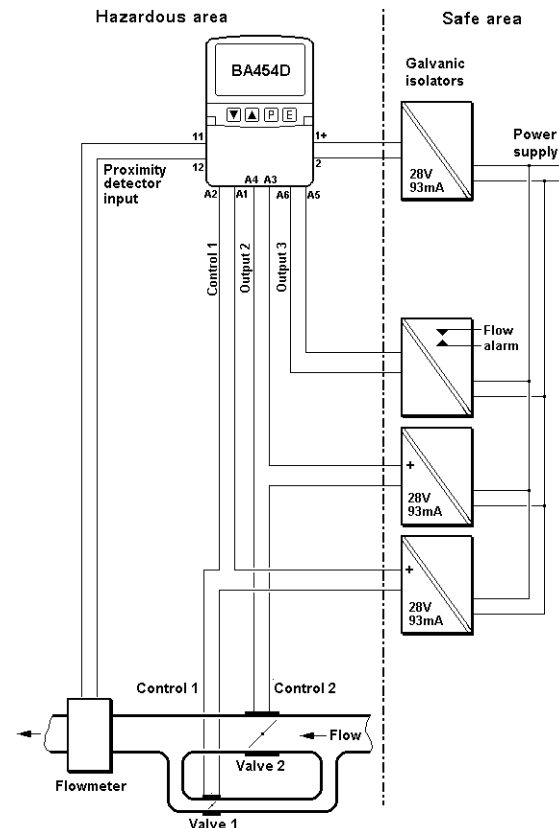 Hazardous area
Safe area
BA454D
P E
Galvanic
isolators
11
12
1+
2
Proximity
detector
input
A4 A3
A2 A1
A6 A5
28V
93mA
Power
supply
Control 1
Output 2
Output 3
Flow
alarm
+
28V
93mA
+
28V
93mA
Control 1
Control 2
Flow
Valve 2
Flowmeter
Valve 1